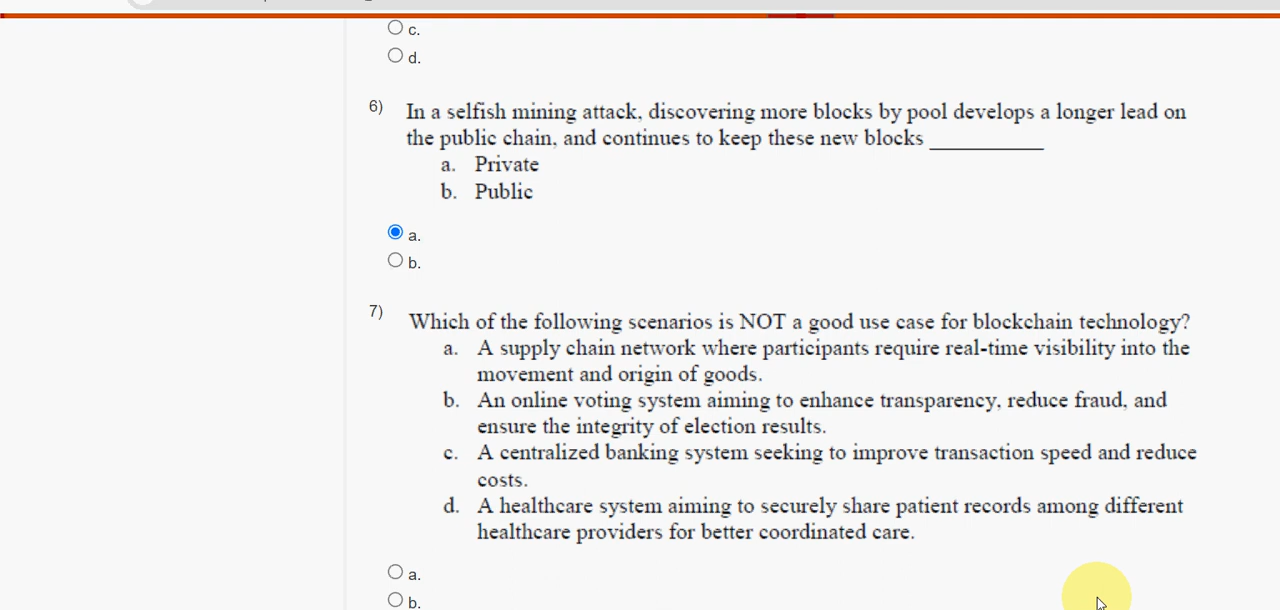 c.
d.
6) In a selfish mining attack, discovering more blocks by pool develops a longer lead on
the public chain, and continues to keep these new blocks ___________
a. Private
b. Public
a.
b.
7) Which of the following scenarios is NOT a good use case for blockchain technology?
a. A supply chain network where participants require real-time visibility into the
movement and origin of goods.
b. An online voting system aiming to enhance transparency, reduce fraud, and
ensure the integrity of election results.
c. A centralized banking system seeking to improve transaction speed and reduce
costs.
d. A healthcare system aiming to securely share patient records among different
healthcare providers for better coordinated care.
a.
b.